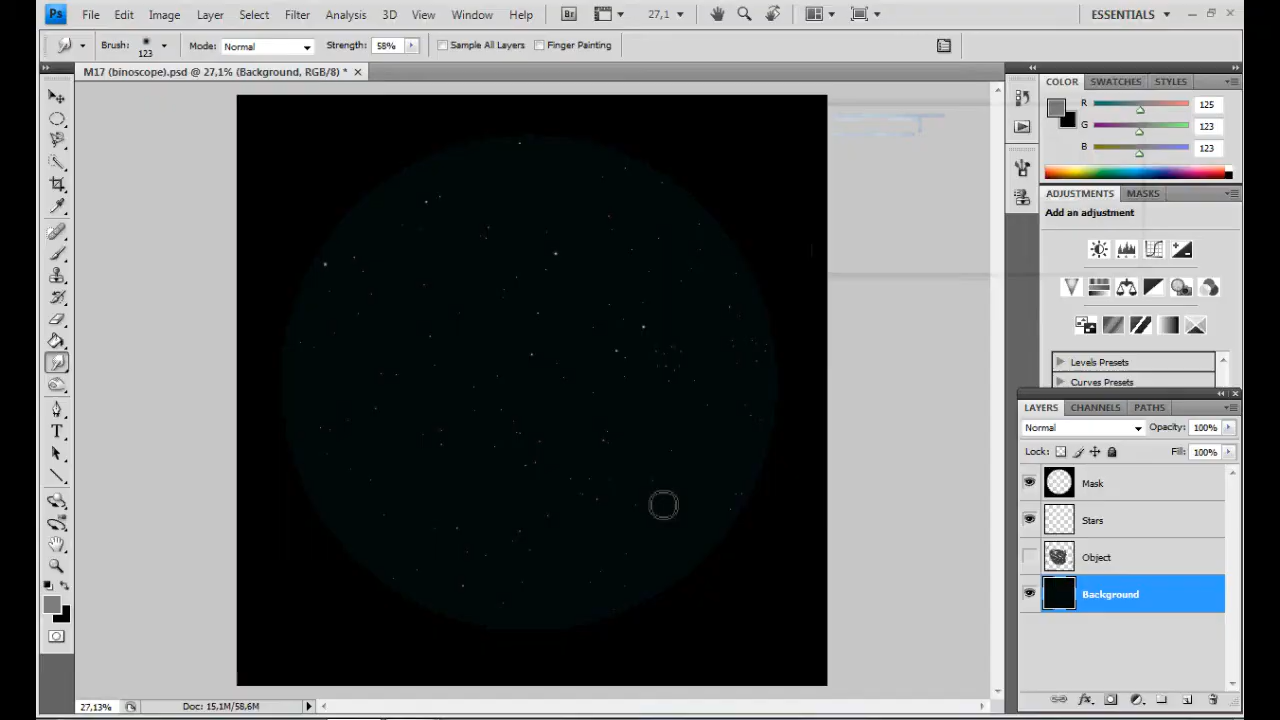 Ps File Edit Image Layer Select Filter Analysis 3D View Window Help Br 27,1 ESSENTIALS
Brush: 123 Mode: Normal Strength: 58% Sample All Layers Finger Painting
M17 (binoscope).psd @ 27,1% (Background, RGB/8) *
COLOR SWATCHES STYLES
R 125
G 123
B 123
ADJUSTMENTS MASKS
Add an adjustment
Levels Presets
Curves Presets
LAYERS CHANNELS PATHS
Normal Opacity: 100%
Lock: Fill: 100%
Mask
Stars
Object
Background
T
27,13% Doc: 15,1M/58,6M